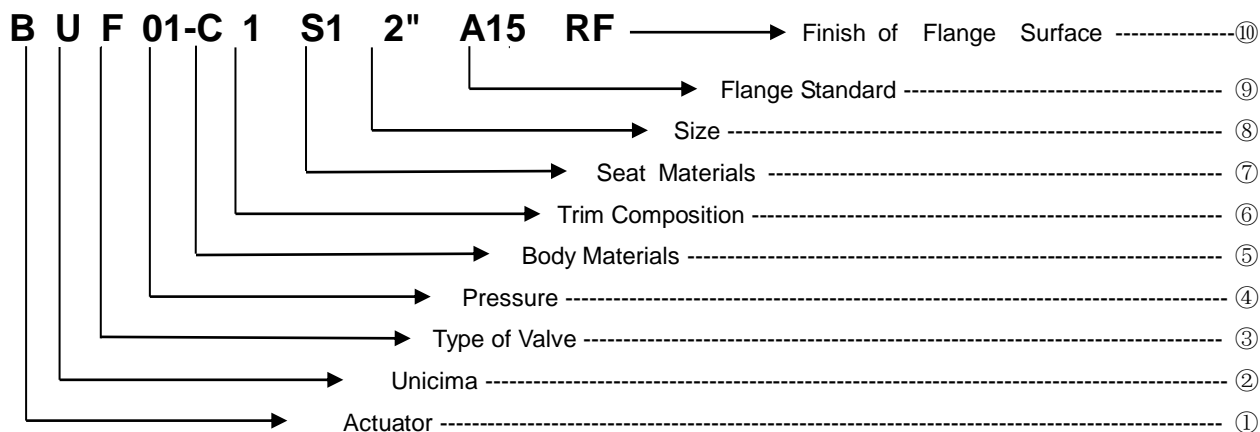 B U F 01-C 1 S1 2" A15 RF Finish of Flange Surface --------------⑩
Flange Standard ---------------------------------------- ⑨
Size ------------------------------------------------------------- ⑧
Seat Materials -------------------------------------------------------- ⑦
Trim Composition ---------------------------------------------------------- ⑥
Body Materials ------------------------------------------------------------------ ⑤
Pressure ---------------------------------------------------------------------------------- ④
Type of Valve -------------------------------------------------------------------------------- ③
Unicima --------------------------------------------------------------------------------------------- ②
Actuator -------------------------------------------------------------------------------------------------- ①